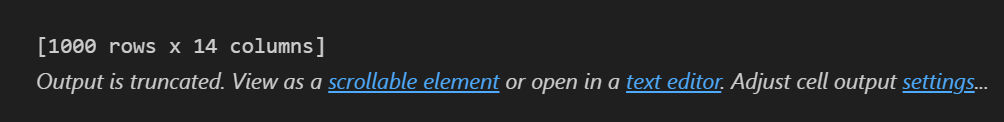 [1000 rows x 14 columns]
Output is truncated. View as a scrollable element or open in a text editor. Adjust cell output settings...